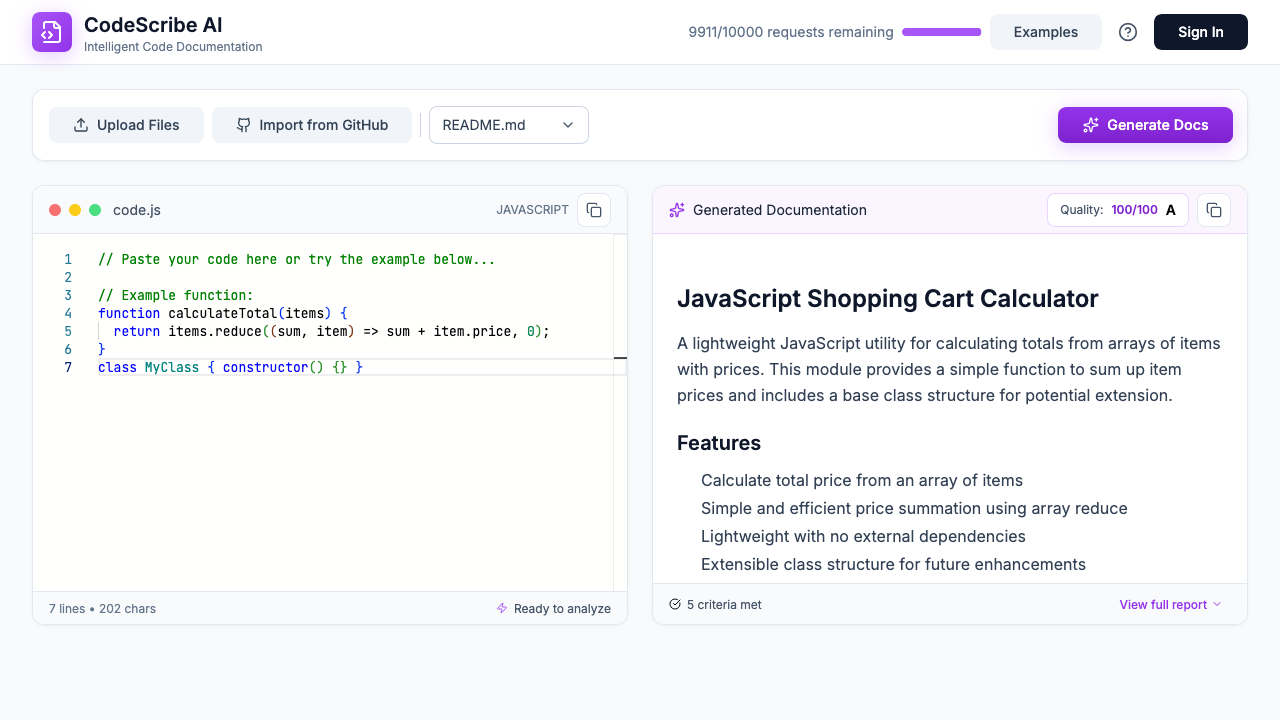 CodeScribe AI
Intelligent Code Documentation
9911/10000 requests remaining
Examples
Sign In
Upload Files
Import from GitHub
README.md
Generate Docs
code.js
JAVASCRIPT
1 // Paste your code here or try the example below...
2
3 // Example function:
4 function calculateTotal(items) {
5 return items.reduce((sum, item) => sum + item.price, 0);
6 }
7 class MyClass { constructor() {} }
7 lines • 202 chars
Ready to analyze
Generated Documentation
Quality: 100/100 A
JavaScript Shopping Cart Calculator
A lightweight JavaScript utility for calculating totals from arrays of items
with prices. This module provides a simple function to sum up item
prices and includes a base class structure for potential extension.
Features
Calculate total price from an array of items
Simple and efficient price summation using array reduce
Lightweight with no external dependencies
Extensible class structure for future enhancements
5 criteria met
View full report